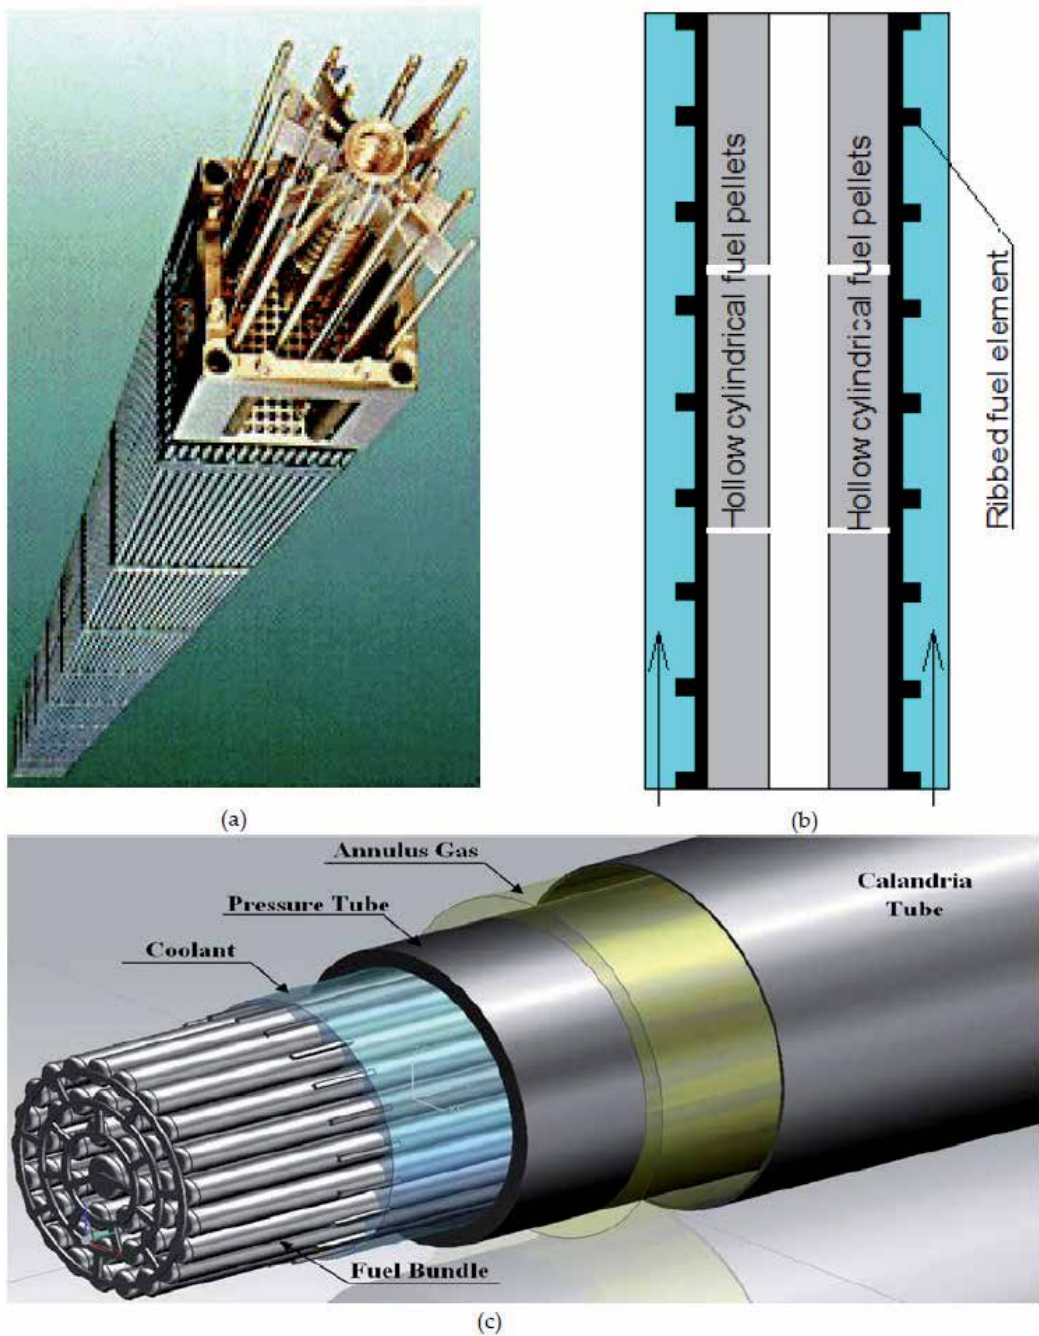 Hollow cylindrical fuel pellets
Hollow cylindrical fuel pellets
Ribbed fuel element
(a)
(b)
Annulus Gas
Calandria
Tube
Pressure Tube
Coolant
Fuel Bundle
(c)